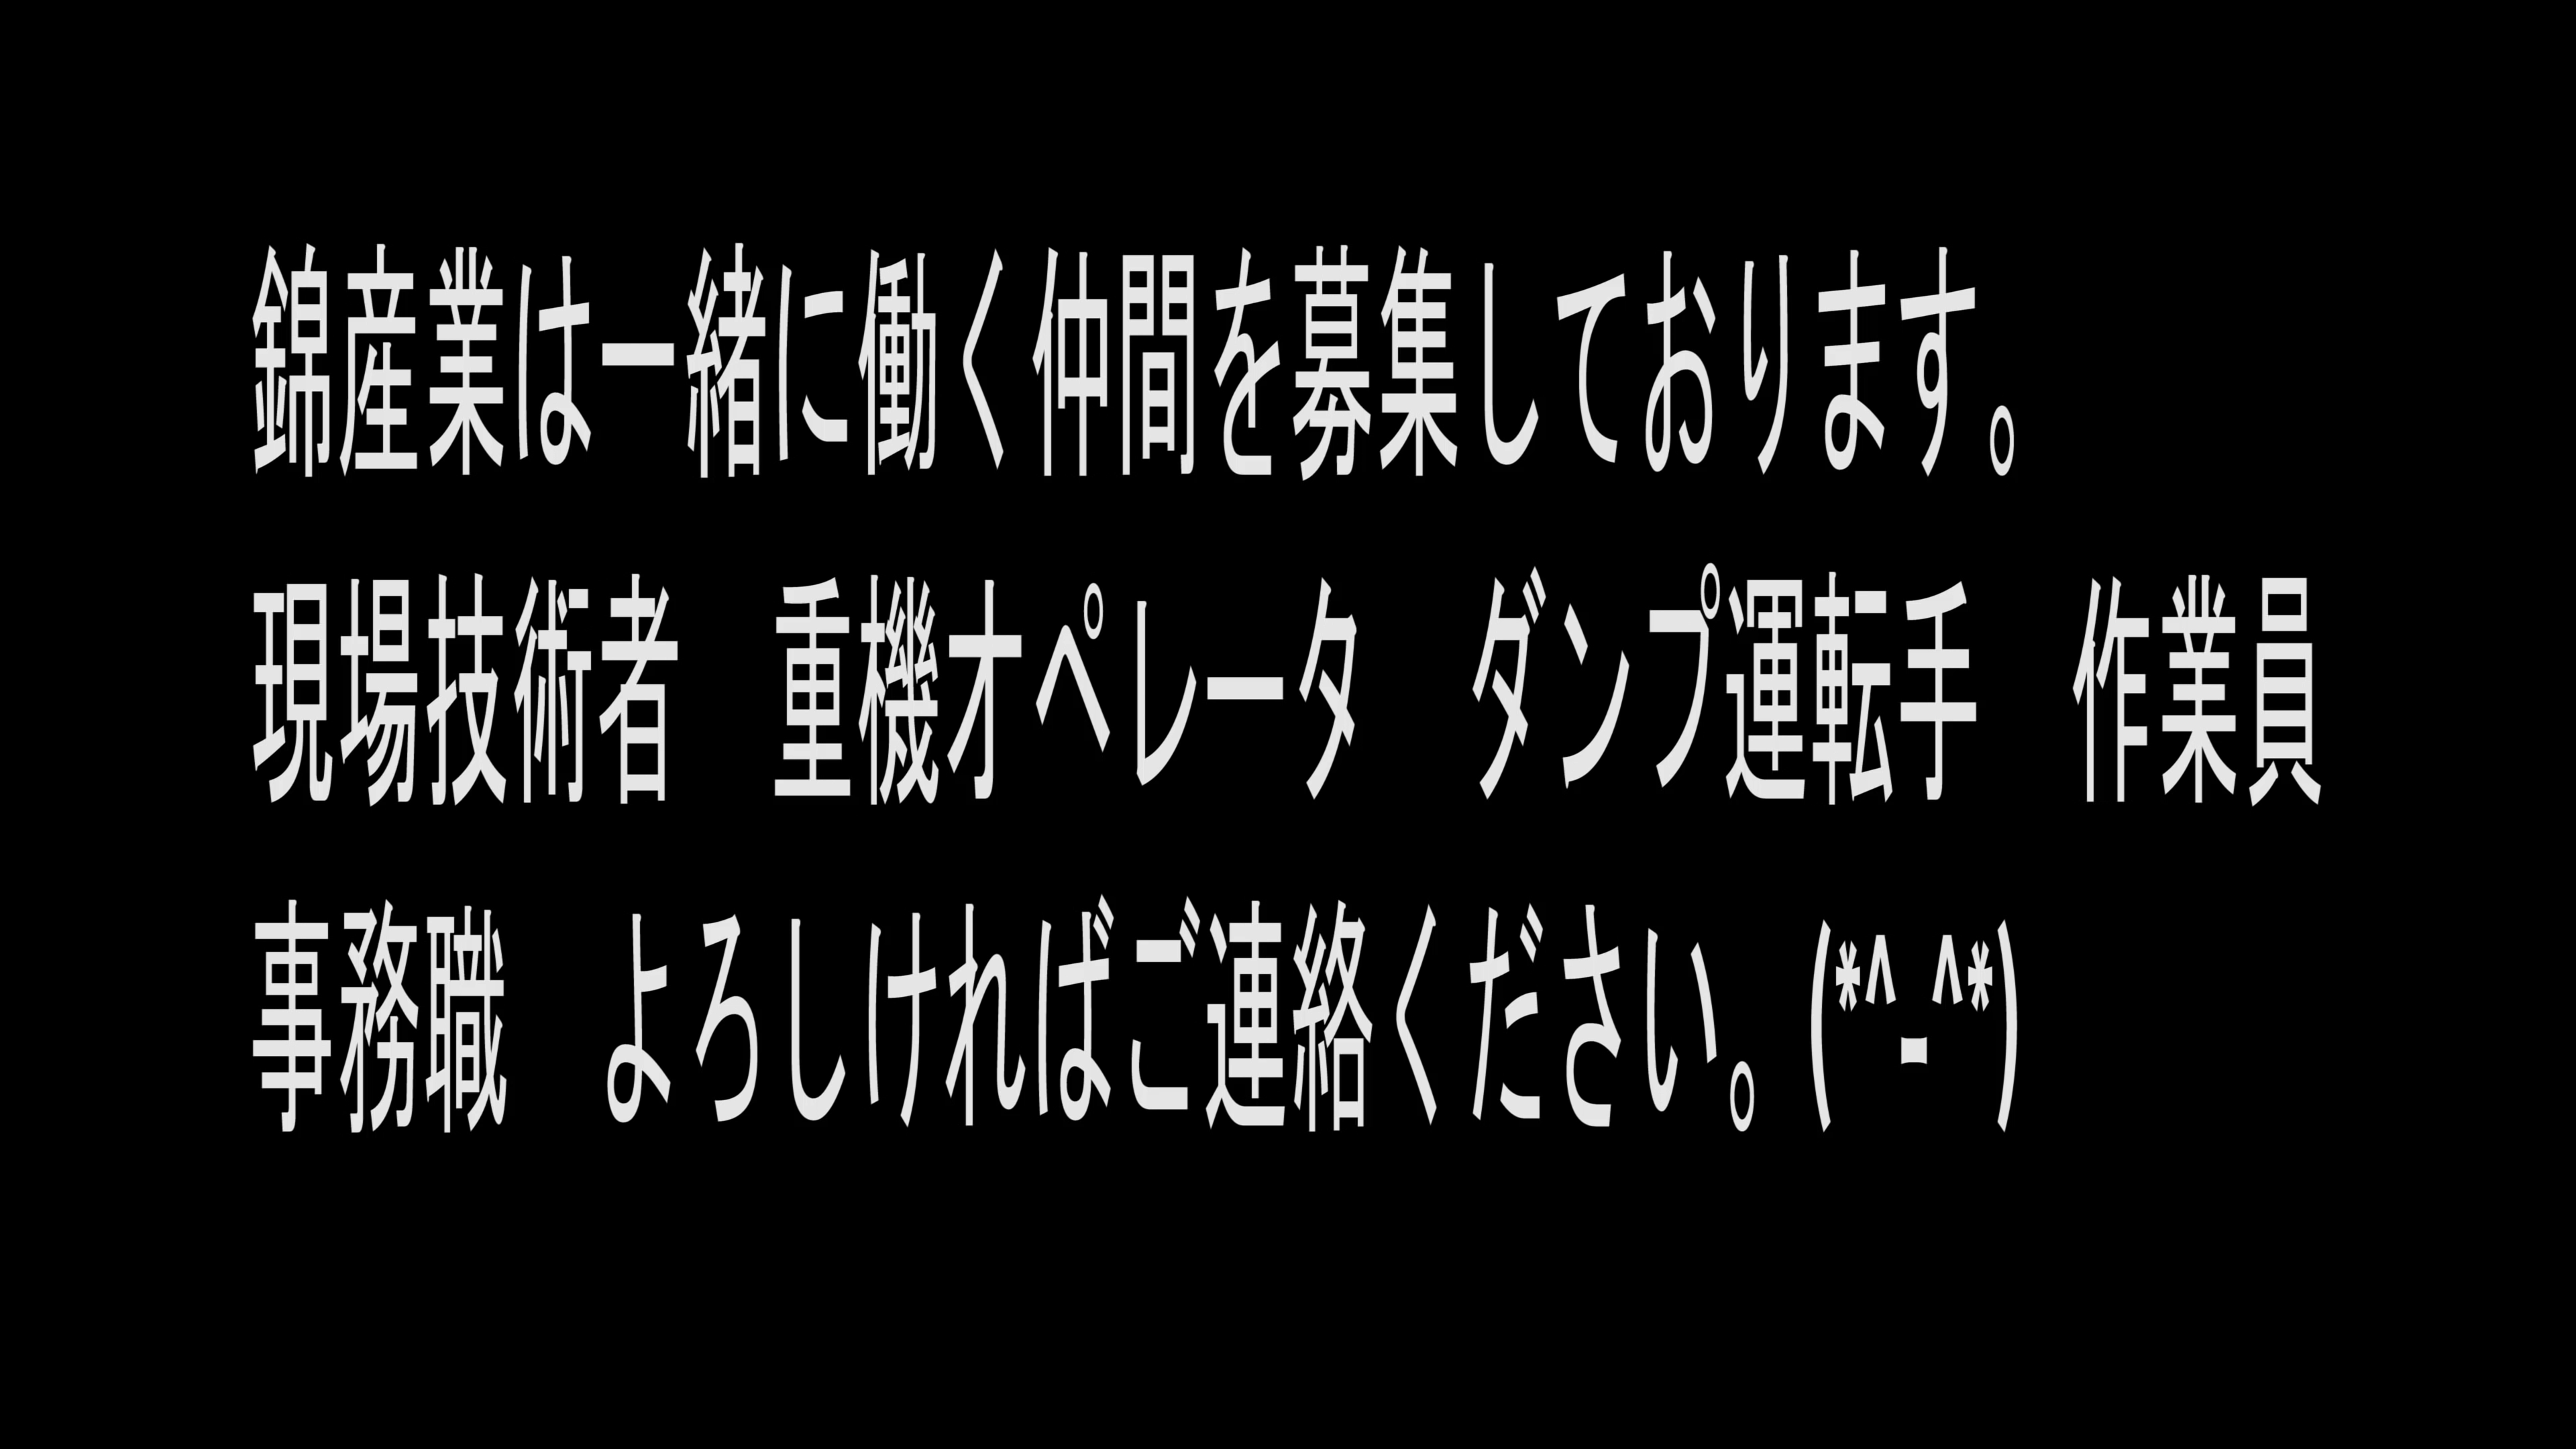 錦産業は一緒に働く仲間を募集しております。
現場技術者　重機オペレータ　ダンプ運転手　作業員
事務職　よろしければご連絡ください。(*^-^*)